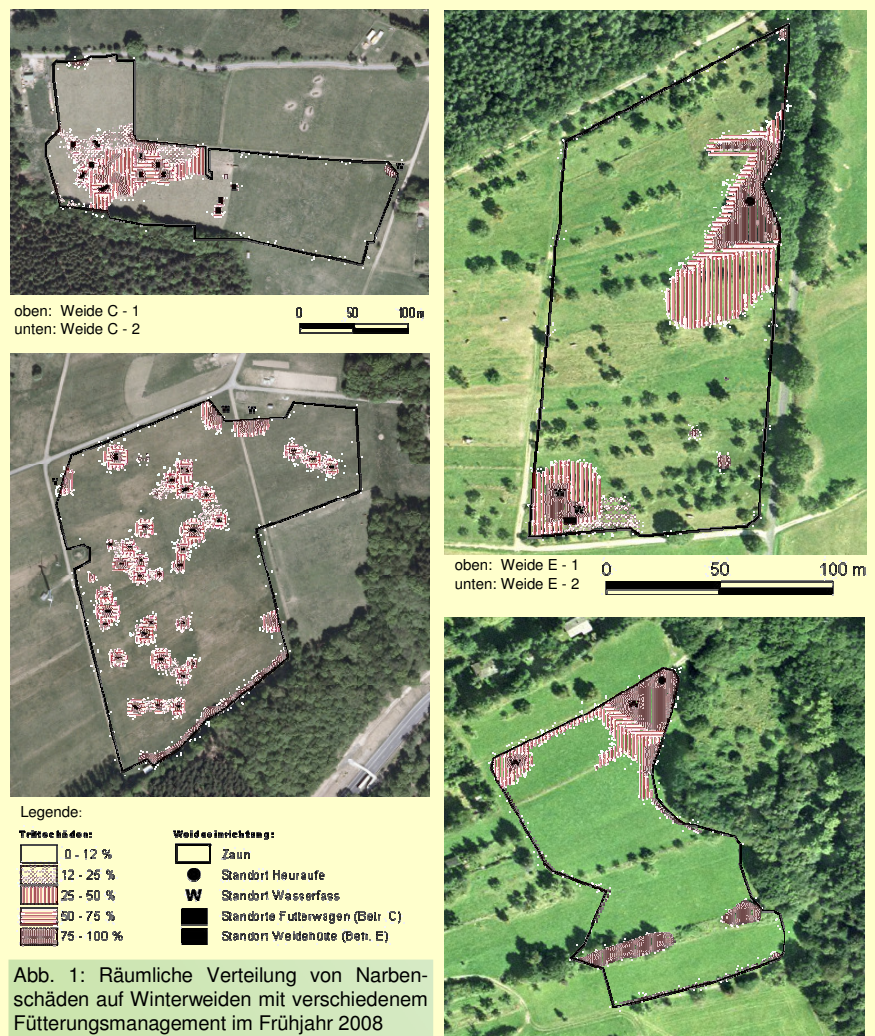 oben: Weide C - 1
unten: Weide C - 2
0 50 100 m
oben: Weide E - 1
unten: Weide E - 2
0 50 100 m
Legende:
Trittschäden:
0 - 12 %
12 - 25 %
25 - 50 %
50 - 75 %
75 - 100 %
Weideeinrichtung:
Zaun
Standort Heuraufe
W Standort Wasserfass
Standorte Futterwagen (Betr. C)
Standort Weidehütte (Betr. E)
Abb. 1: Räumliche Verteilung von Narben-
schäden auf Winterweiden mit verschiedenem
Fütterungsmanagement im Frühjahr 2008